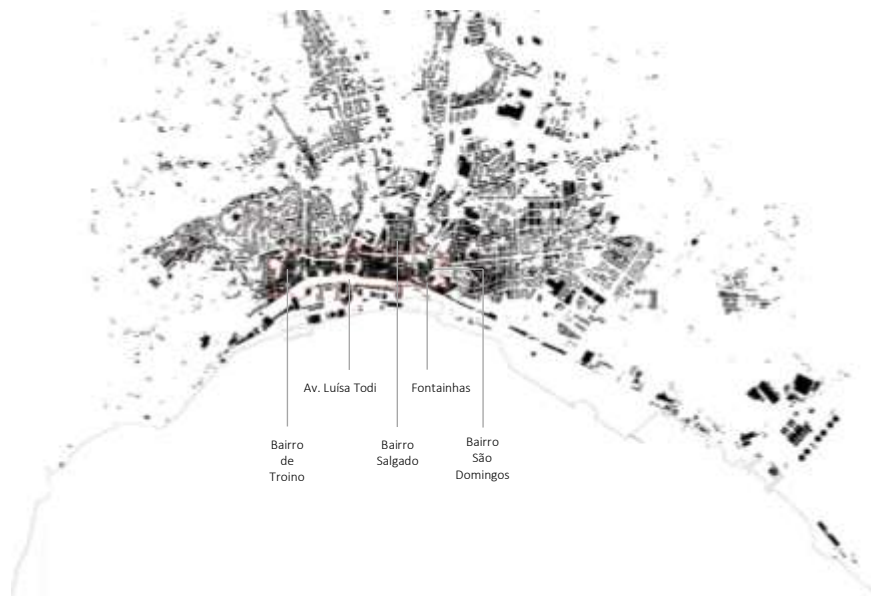 Av. Luísa Todi
Fontainhas
Bairro
de
Troino
Bairro
Salgado
Bairro
São
Domingos